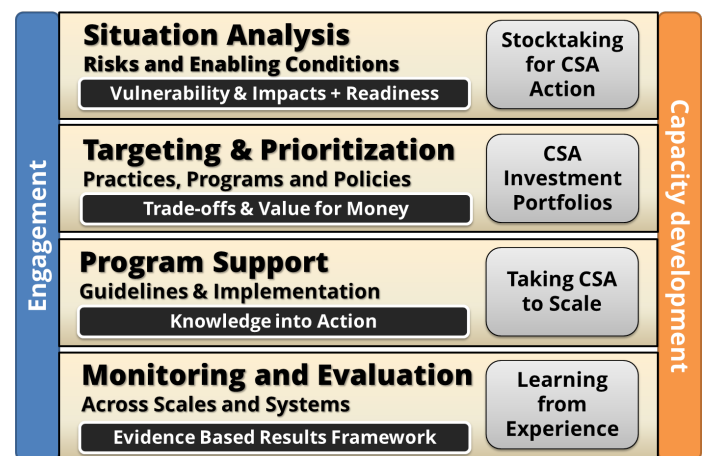 Engagement
Situation Analysis
Risks and Enabling Conditions
Vulnerability & Impacts + Readiness
Stocktaking
for CSA
Action
Targeting & Prioritization
Practices, Programs and Policies
Trade-offs & Value for Money
CSA
Investment
Portfolios
Program Support
Guidelines & Implementation
Knowledge into Action
Taking CSA
to Scale
Monitoring and Evaluation
Across Scales and Systems
Evidence Based Results Framework
Learning
from
Experience
Capacity development